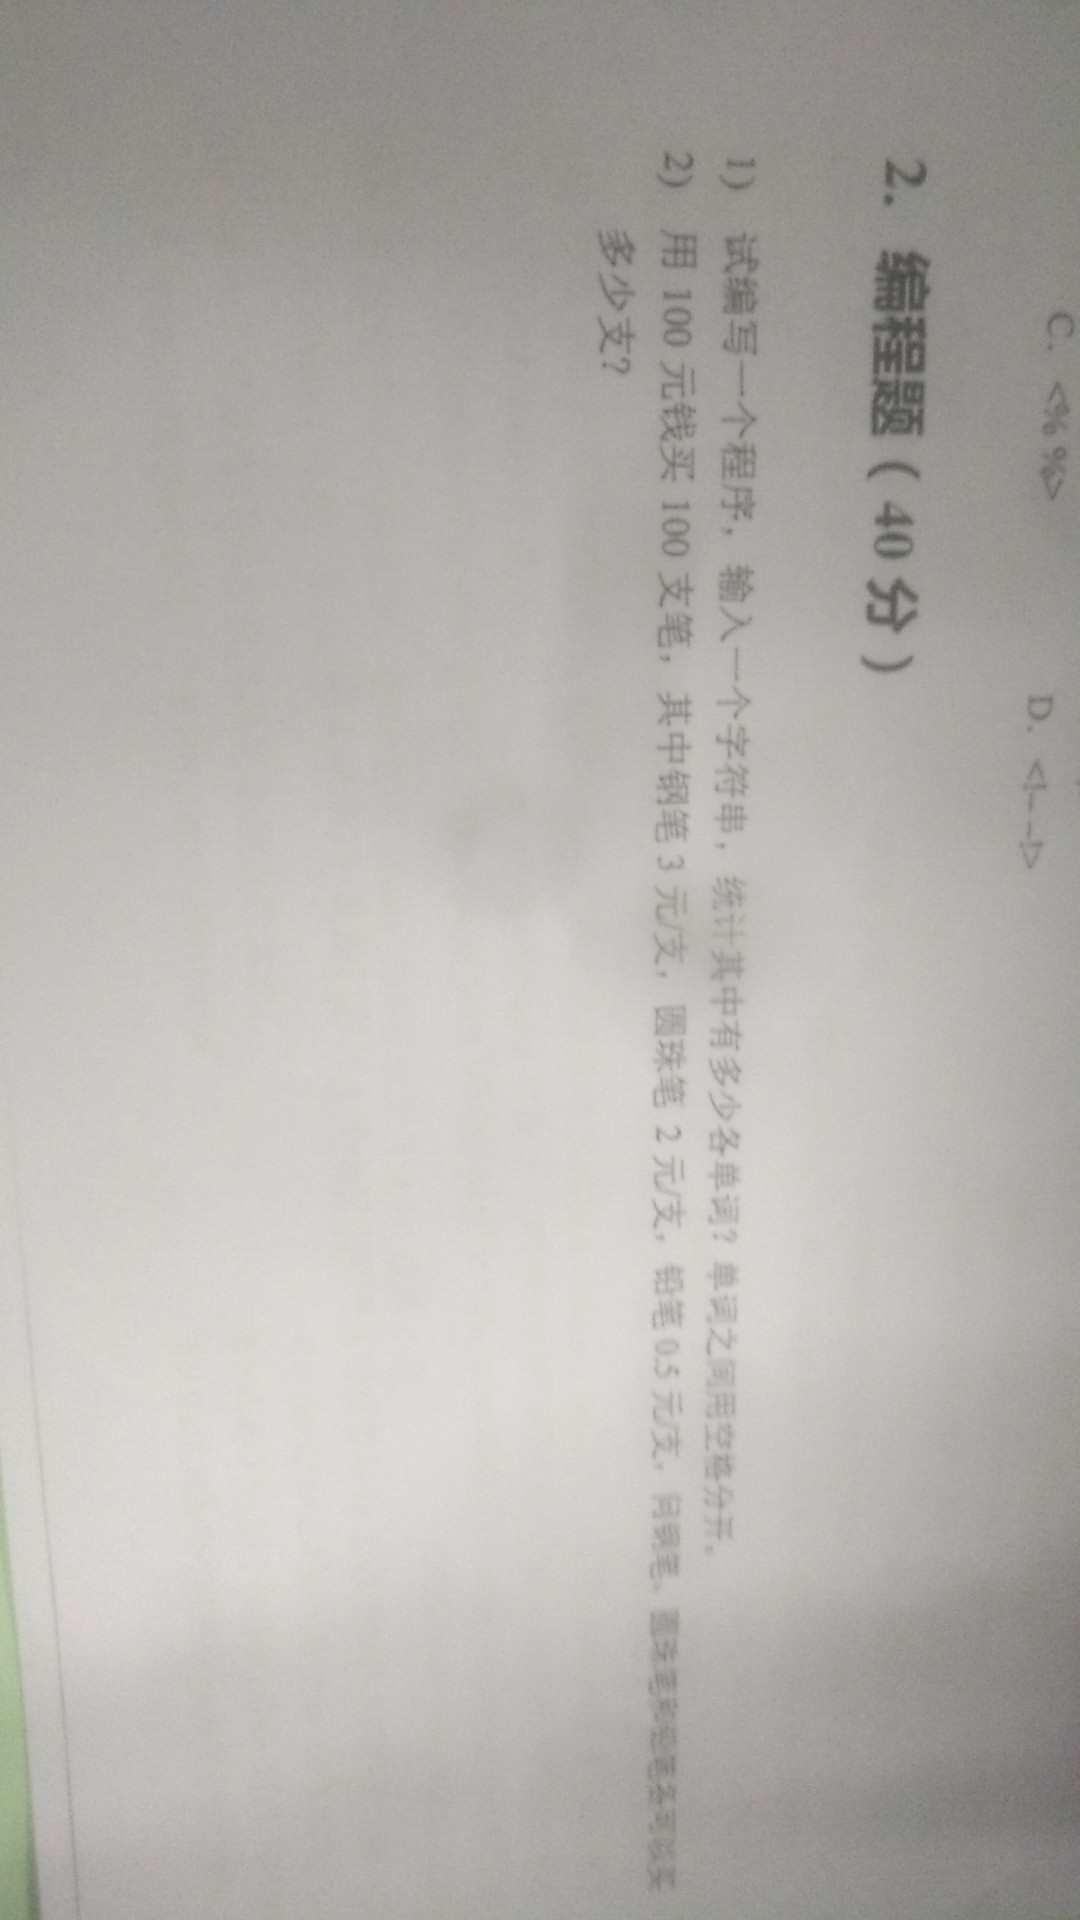 C. <% %>
D. <!-- --!>
2. 编程题（40 分）
1) 试编写一个程序，输入一个字符串，统计其中有多少各单词？单词之间用空格分开。
2) 用 100 元钱买 100 支笔，其中钢笔 3 元/支，圆珠笔 2 元/支，铅笔 0.5 元/支，问钢笔、圆珠笔和铅笔各可以买
多少支？